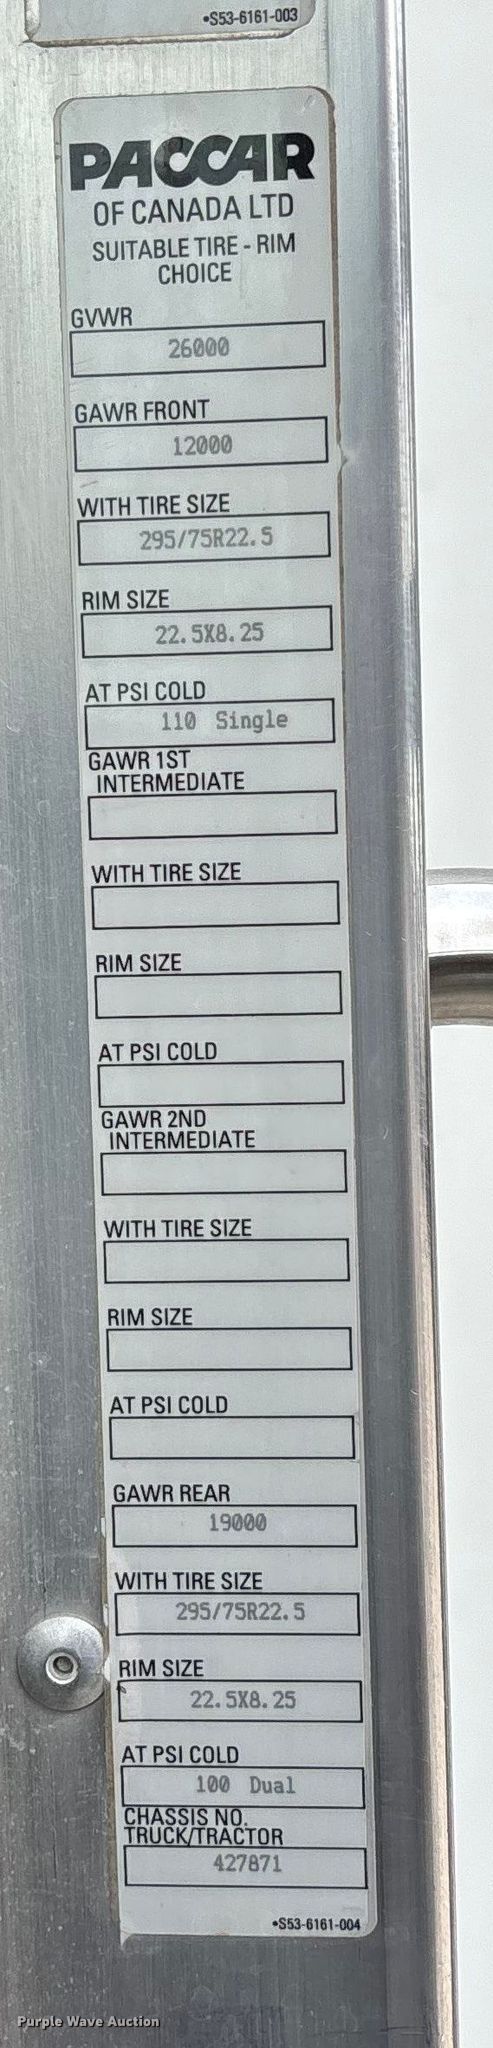 •S53-6161-003
PACCAR
OF CANADA LTD
SUITABLE TIRE - RIM
CHOICE
GVWR
26000
GAWR FRONT
12000
WITH TIRE SIZE
295/75R22.5
RIM SIZE
22.5X8.25
AT PSI COLD
110 Single
GAWR 1ST
INTERMEDIATE
WITH TIRE SIZE
RIM SIZE
AT PSI COLD
GAWR 2ND
INTERMEDIATE
WITH TIRE SIZE
RIM SIZE
AT PSI COLD
GAWR REAR
19000
WITH TIRE SIZE
295/75R22.5
RIM SIZE
22.5X8.25
AT PSI COLD
100 Dual
CHASSIS NO.
TRUCK/TRACTOR
427871
•S53-6161-004
Purple Wave Auction